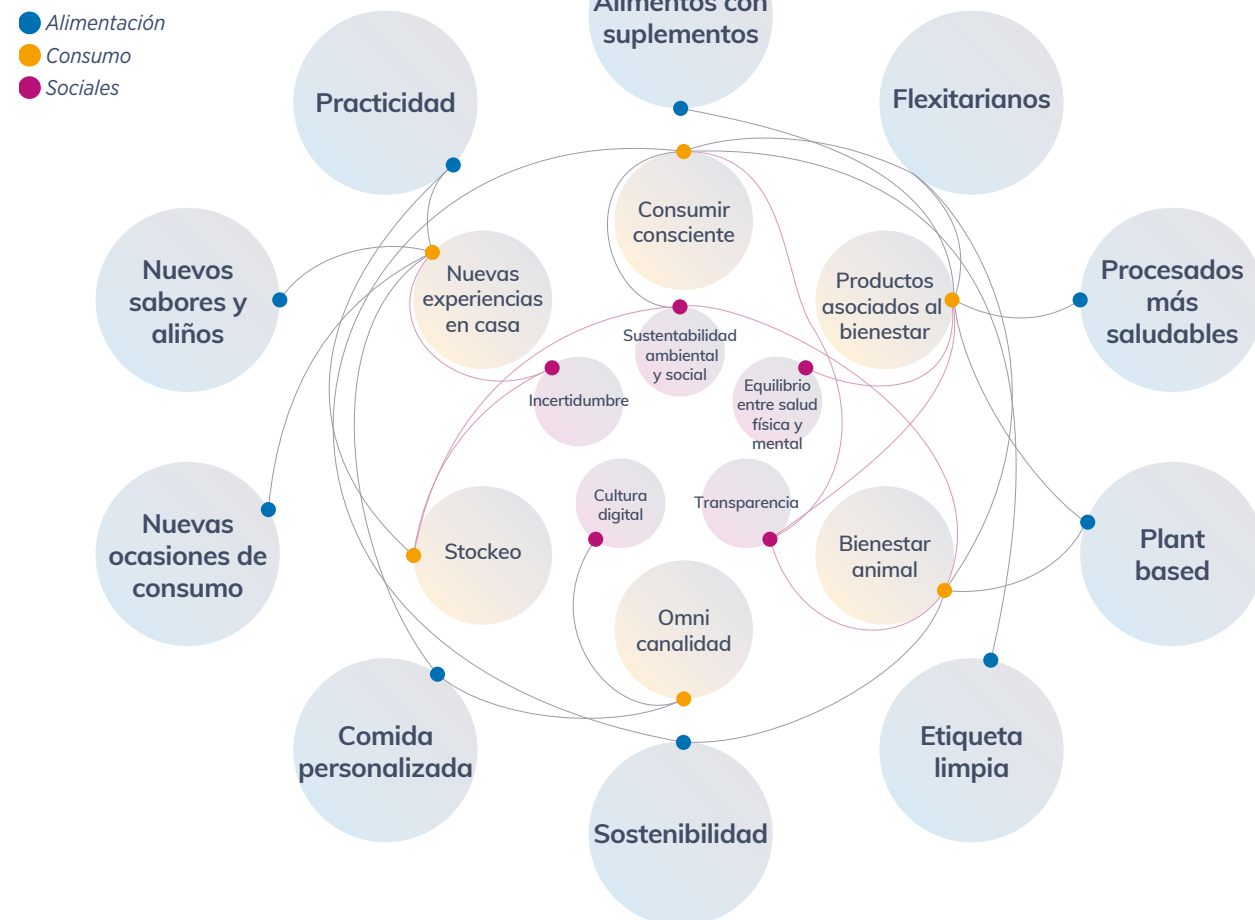 Alimentación
Consumo
Sociales
Alimentos con
suplementos
Practicidad
Flexitarianos
Nuevos
sabores y
aliños
Nuevas
experiencias
en casa
Consumir
consciente
Productos
asociados al
bienestar
Procesados
más
saludables
Sustentabilidad
ambiental
y social
Incertidumbre
Equilibrio
entre salud
física y
mental
Nuevas
ocasiones de
consumo
Stockeo
Cultura
digital
Transparencia
Bienestar
animal
Plant
based
Omni
canalidad
Comida
personalizada
Etiqueta
limpia
Sostenibilidad